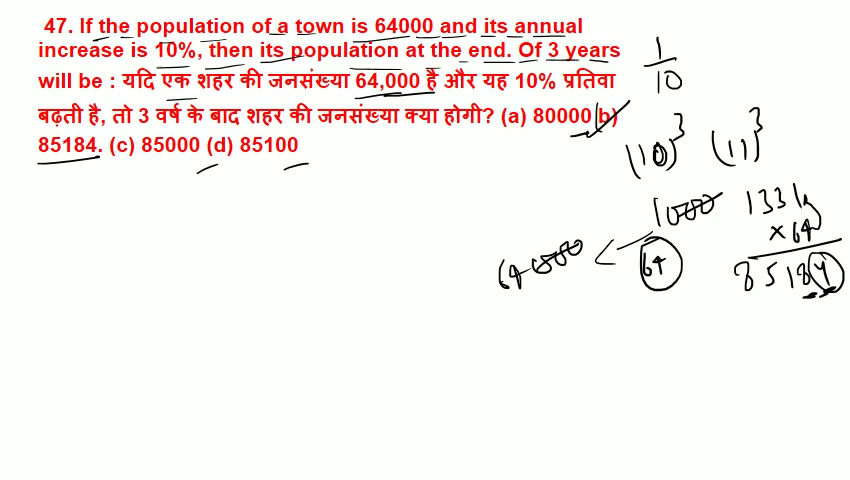 47. If the population of a town is 64000 and its annual
increase is 10%, then its population at the end. Of 3 years
will be : यदि एक शहर की जनसंख्या 64,000 है और यह 10% प्रतिवा
बढ़ती है, तो 3 वर्ष के बाद शहर की जनसंख्या क्या होगी? (a) 80000 (b)
85184. (c) 85000 (d) 85100
1
10
(10)3 (11)3
1000 1331
64000 < 64 ×64
85184